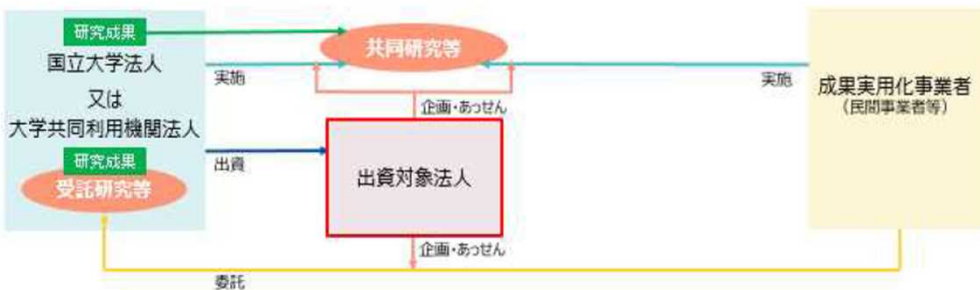 研究成果
国立大学法人
又は
大学共同利用機関法人
研究成果
受託研究等
共同研究等
実施
実施
企画・あっせん
出資
出資対象法人
企画・あっせん
委託
成果実用化事業者
（民間事業者等）